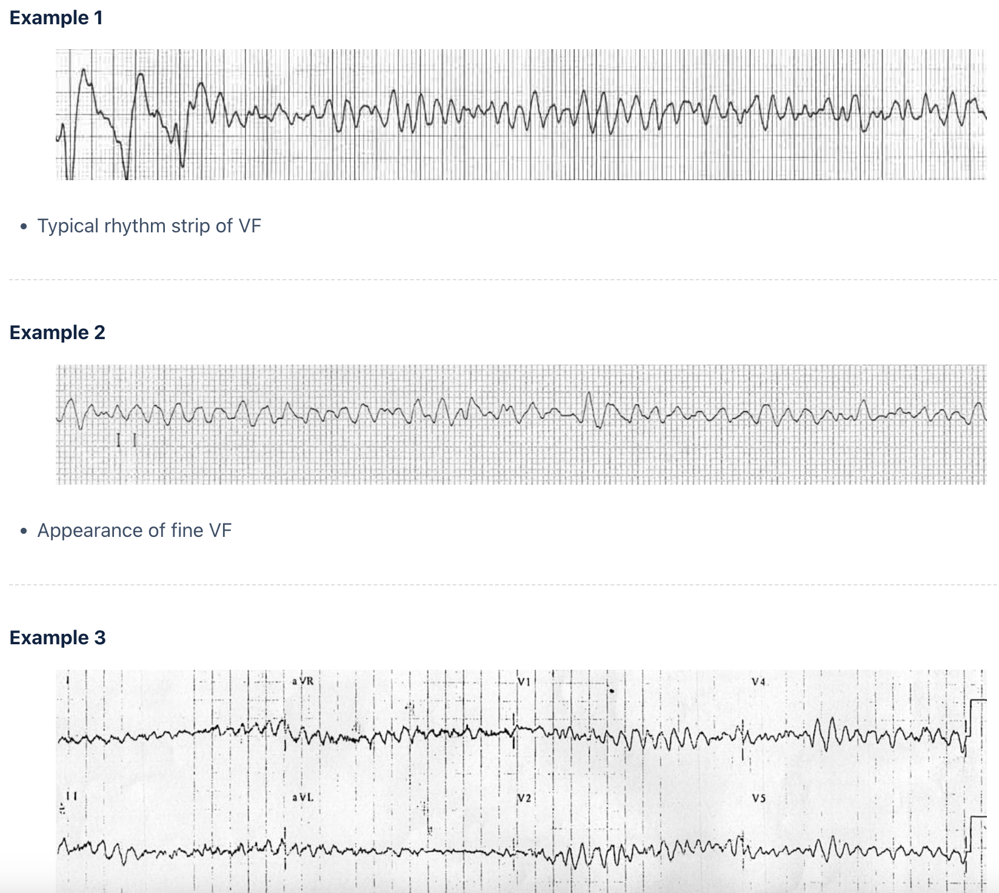 Example 1
Typical rhythm strip of VF
Example 2
I I
Appearance of fine VF
Example 3
I aVR V1 V4
II aVL V2 V5